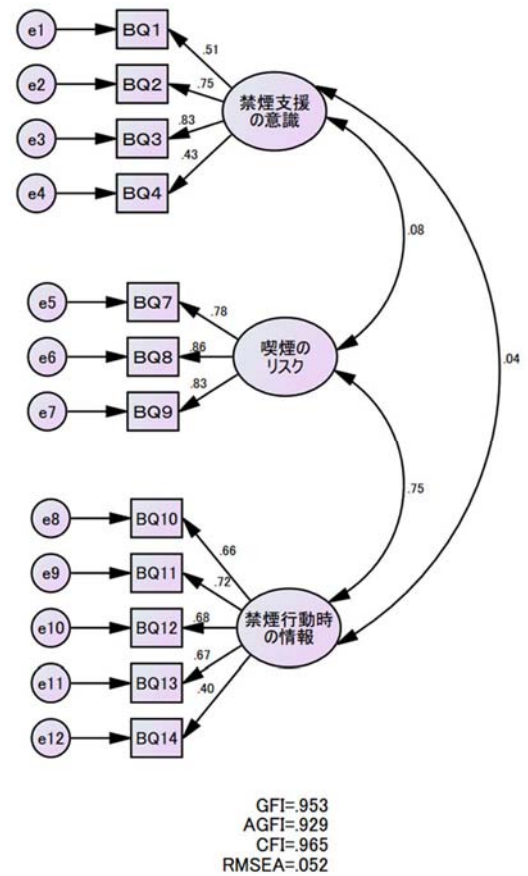 e1
BQ1
.51
e2
BQ2
.75
禁煙支援
の意識
e3
BQ3
.83
e4
BQ4
.43
.08
e5
BQ7
.78
e6
BQ8
.86
喫煙の
リスク
.04
e7
BQ9
.83
.75
e8
BQ10
.66
e9
BQ11
.72
e10
BQ12
.68
禁煙行動時
の情報
e11
BQ13
.67
e12
BQ14
.40
GFI=.953
AGFI=.929
CFI=.965
RMSEA=.052